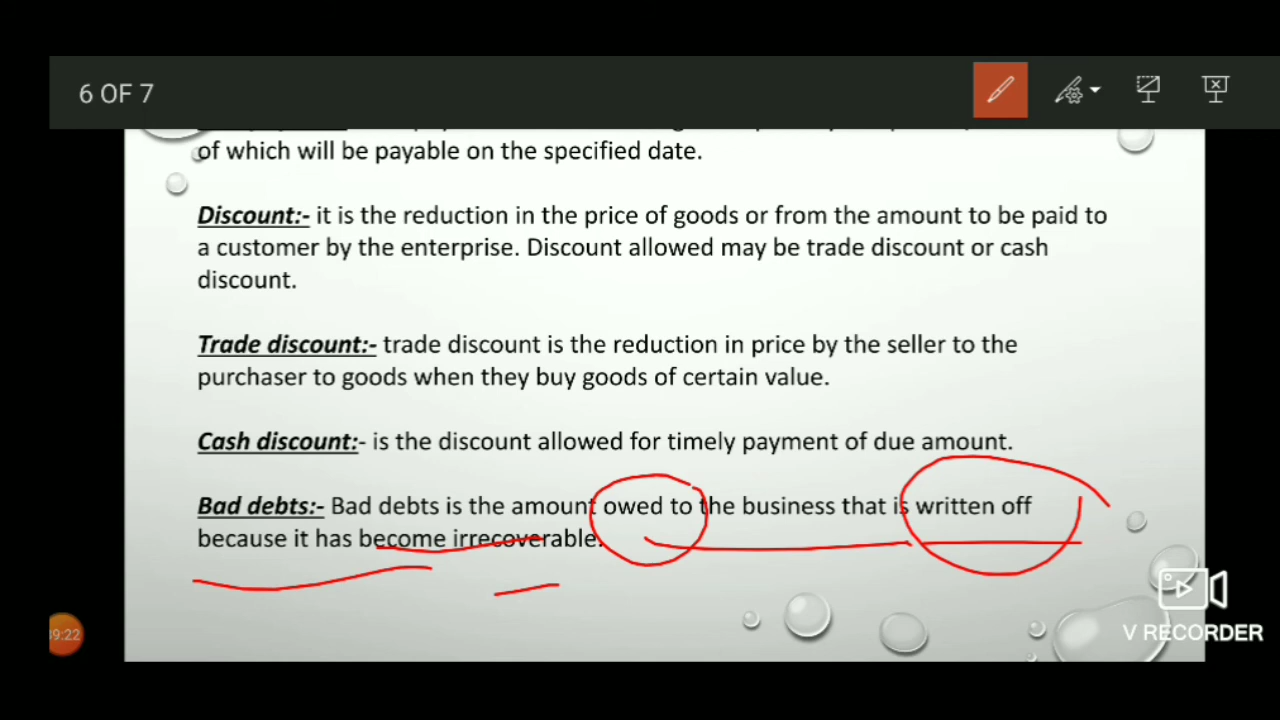 6 OF 7
of which will be payable on the specified date.
Discount:- it is the reduction in the price of goods or from the amount to be paid to
a customer by the enterprise. Discount allowed may be trade discount or cash
discount.
Trade discount:- trade discount is the reduction in price by the seller to the
purchaser to goods when they buy goods of certain value.
Cash discount:- is the discount allowed for timely payment of due amount.
Bad debts:- Bad debts is the amount owed to the business that is written off
because it has become irrecoverable.
V RECORDER